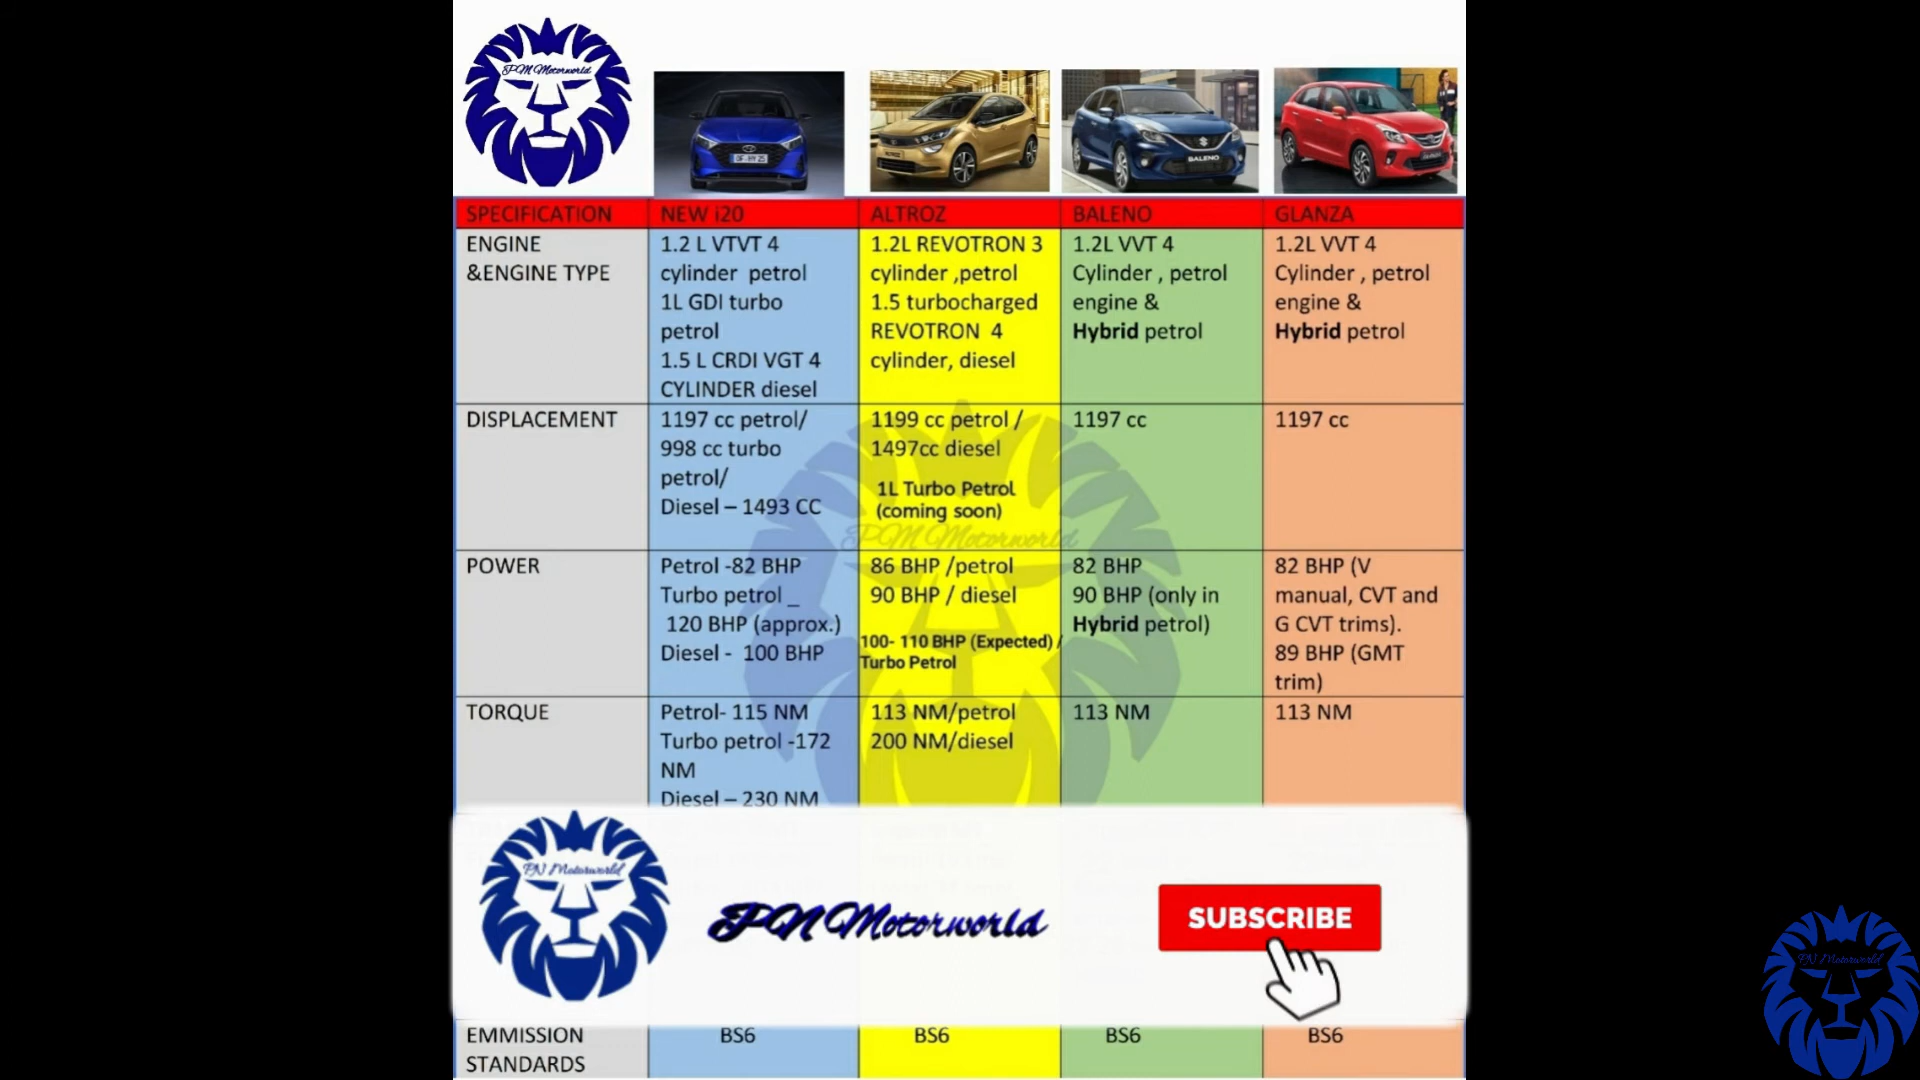 PM Motorworld
BALENO
SPECIFICATION NEW i20 ALTROZ BALENO GLANZA
ENGINE
&ENGINE TYPE
1.2 L VTVT 4
cylinder petrol
1L GDI turbo
petrol
1.5 L CRDI VGT 4
CYLINDER diesel
1.2L REVOTRON 3
cylinder ,petrol
1.5 turbocharged
REVOTRON 4
cylinder, diesel
1.2L VVT 4
Cylinder , petrol
engine &
Hybrid petrol
1.2L VVT 4
Cylinder , petrol
engine &
Hybrid petrol
DISPLACEMENT
1197 cc petrol/
998 cc turbo
petrol/
Diesel – 1493 CC
1199 cc petrol /
1497cc diesel
1L Turbo Petrol
(coming soon)
1197 cc
1197 cc
PM Motorworld
POWER
Petrol -82 BHP
Turbo petrol _
120 BHP (approx.)
Diesel - 100 BHP
86 BHP /petrol
90 BHP / diesel
100- 110 BHP (Expected) /
Turbo Petrol
82 BHP
90 BHP (only in
Hybrid petrol)
82 BHP (V
manual, CVT and
G CVT trims).
89 BHP (GMT
trim)
TORQUE
Petrol- 115 NM
Turbo petrol -172
NM
Diesel – 230 NM
113 NM/petrol
200 NM/diesel
113 NM
113 NM
PN Motorworld
PN Motorworld
SUBSCRIBE
EMMISSION
STANDARDS
BS6
BS6
BS6
BS6
PN Motorworld